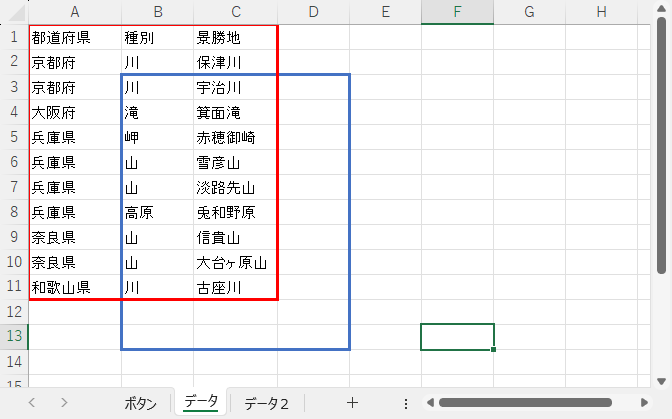 A B C D E F G H
1 都道府県 種別 景勝地
2 京都府 川 保津川
3 京都府 川 宇治川
4 大阪府 滝 箕面滝
5 兵庫県 岬 赤穂御崎
6 兵庫県 山 雪彦山
7 兵庫県 山 淡路先山
8 兵庫県 高原 兎和野原
9 奈良県 山 信貴山
10 奈良県 山 大台ヶ原山
11 和歌山県 川 古座川
12
13
14
15
ボタン データ データ2